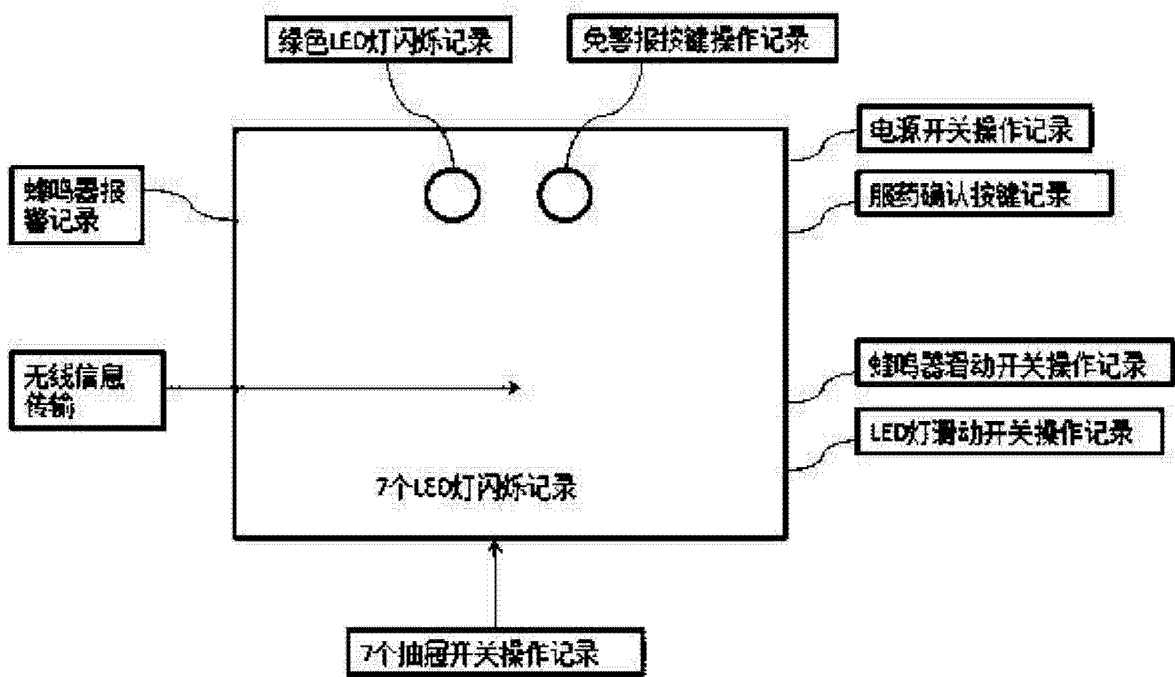 绿色LED灯闪烁记录
免警报按键操作记录
电源开关操作记录
蜂鸣器报
警记录
服药确认按键记录
无线信息
传输
蜂鸣器滑动开关操作记录
LED灯滑动开关操作记录
7个LED灯闪烁记录
7个抽屉开关操作记录